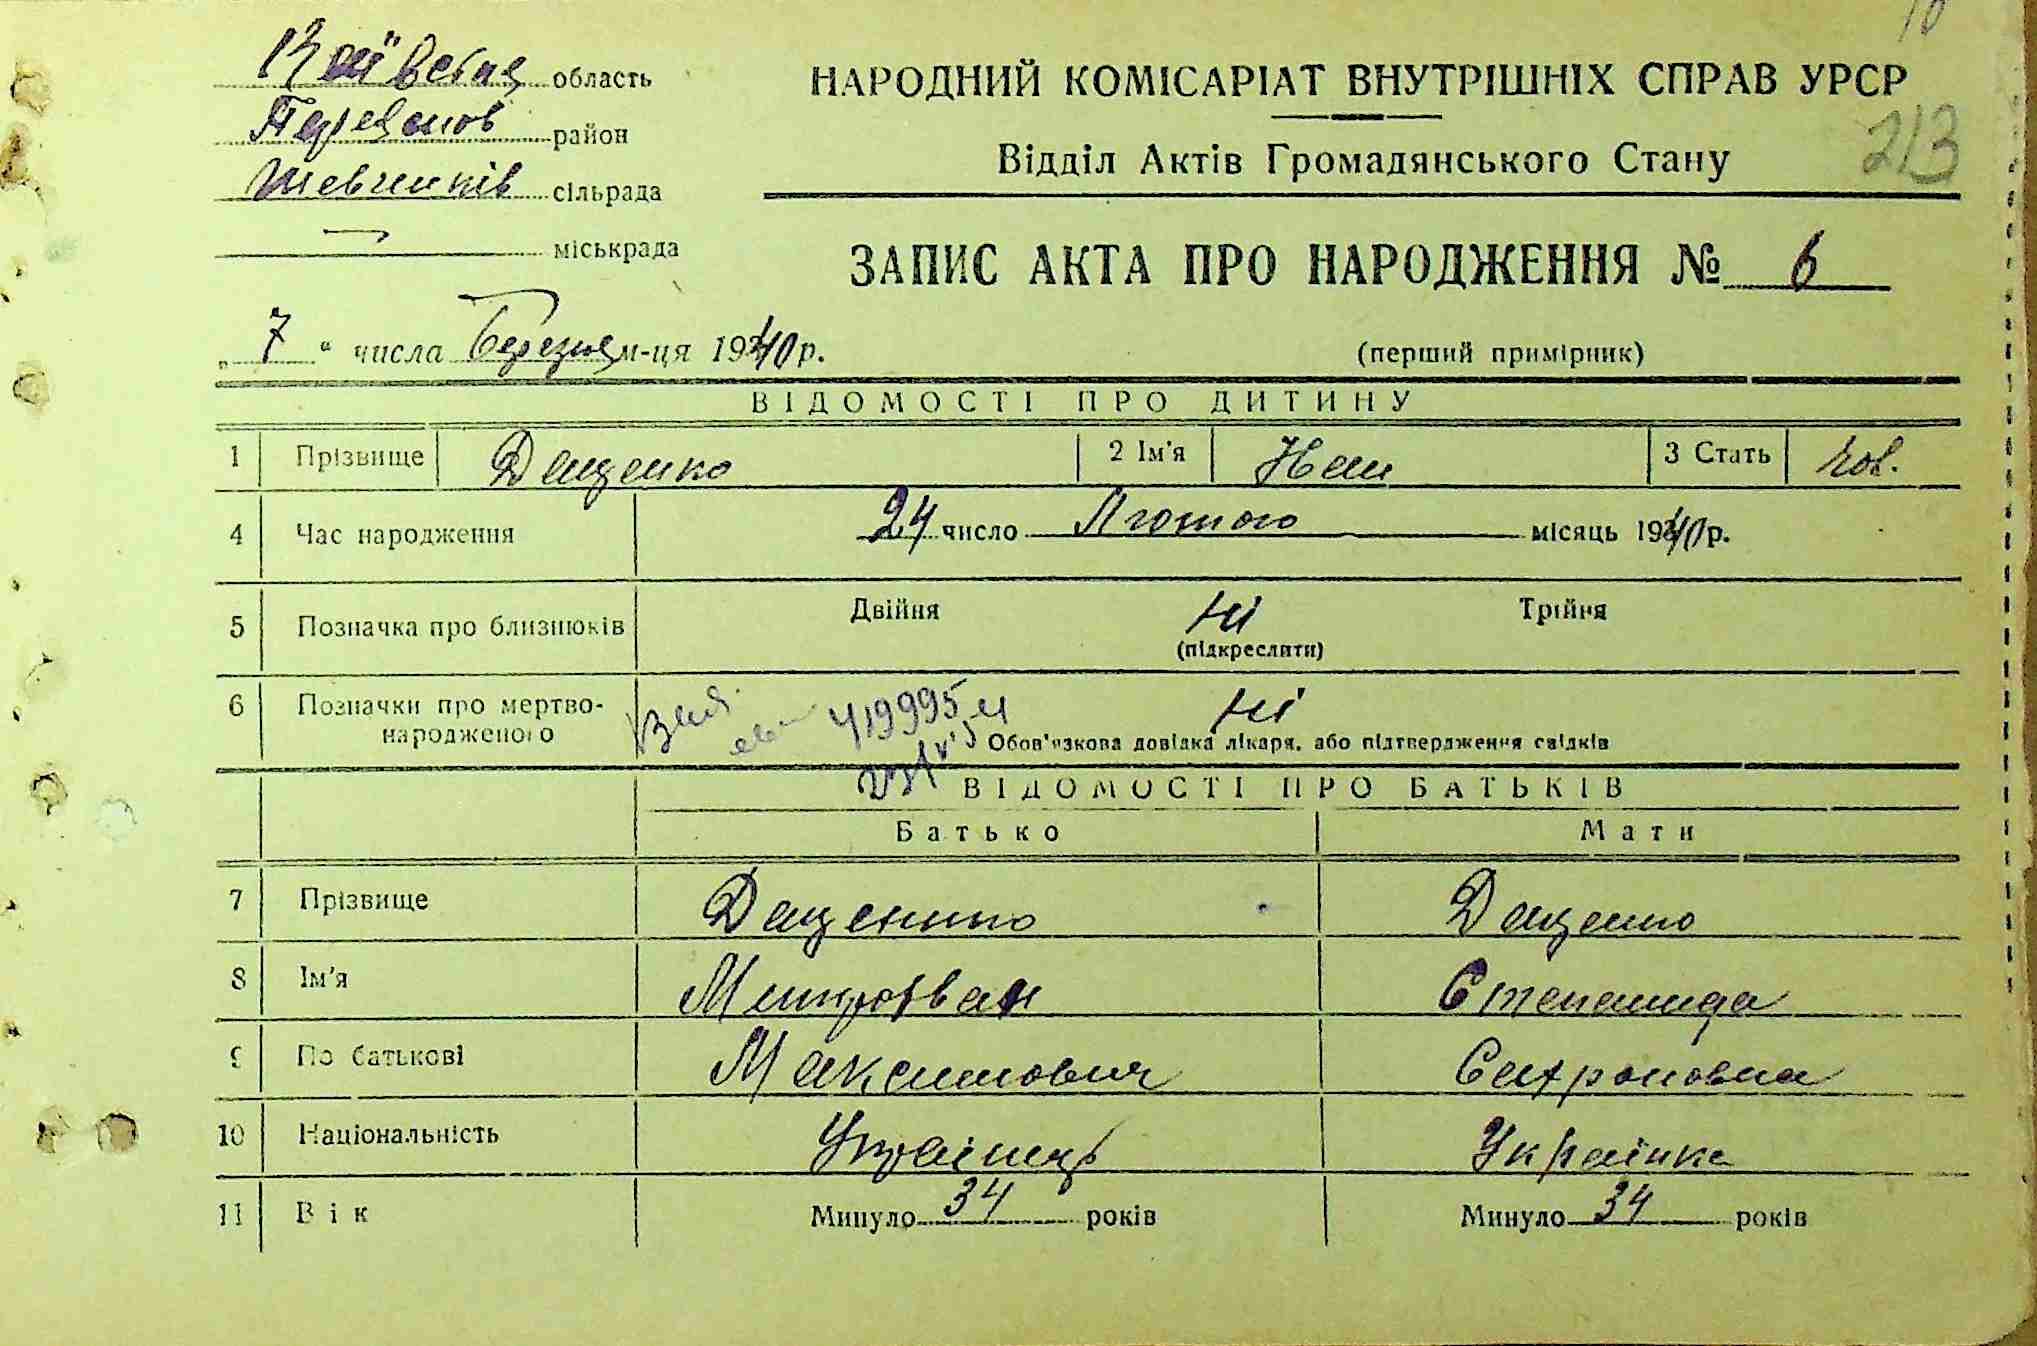 Київська область
НАРОДНИЙ КОМІСАРІАТ ВНУТРІШНІХ СПРАВ УРСР
район
Відділ Актів Громадянського Стану
213
Шевченків сільрада
міськрада
ЗАПИС АКТА ПРО НАРОДЖЕННЯ № 6
„ 7 “ числа Березня м-ця 1940 р.
(перший примірник)
ВІДОМОСТІ ПРО ДИТИНУ
1 Прізвище Даценко 2 Ім'я Іван 3 Стать чол.
4 Час народження 24 число Лютого місяць 1940 р.
5 Позначка про близнюків Двійня Ні Трійня
(підкреслити)
6 Позначки про мертво-
народженого Ні
Обов'язкова довідка лікаря, або підтвердження свідків
ВІДОМОСТІ ПРО БАТЬКІВ
Батько Мати
7 Прізвище Даценко Даценко
8 Ім'я Митрофан Степанида
9 По батькові Максимович Сафроновна
10 Національність Українець Українка
11 Вік Минуло 34 років Минуло 34 років